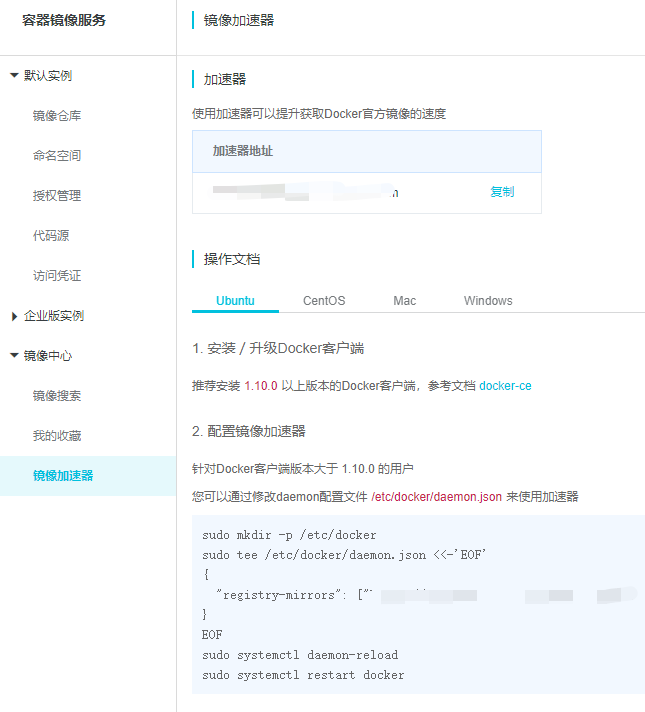 容器镜像服务
默认实例
镜像仓库
命名空间
授权管理
代码源
访问凭证
企业版实例
镜像中心
镜像搜索
我的收藏
镜像加速器
镜像加速器
加速器
使用加速器可以提升获取Docker官方镜像的速度
加速器地址
复制
操作文档
Ubuntu CentOS Mac Windows
1. 安装 / 升级Docker客户端
推荐安装 1.10.0 以上版本的Docker客户端，参考文档 docker-ce
2. 配置镜像加速器
针对Docker客户端版本大于 1.10.0 的用户
您可以通过修改daemon配置文件 /etc/docker/daemon.json 来使用加速器
sudo mkdir -p /etc/docker
sudo tee /etc/docker/daemon.json <<-'EOF'
{
"registry-mirrors": ["
}
EOF
sudo systemctl daemon-reload
sudo systemctl restart docker